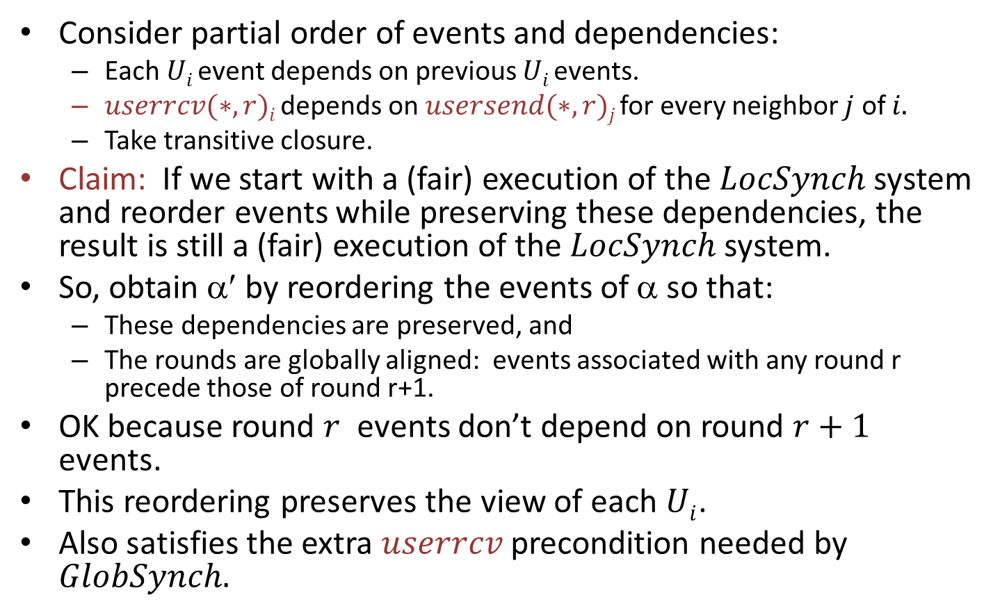 • Consider partial order of events and dependencies:
– Each 𝑈ᵢ event depends on previous 𝑈ᵢ events.
– 𝑢𝑠𝑒𝑟𝑟𝑐𝑣(∗, 𝑟)ᵢ depends on 𝑢𝑠𝑒𝑟𝑠𝑒𝑛𝑑(∗, 𝑟)ⱼ for every neighbor 𝑗 of 𝑖.
– Take transitive closure.
• Claim: If we start with a (fair) execution of the 𝐿𝑜𝑐𝑆𝑦𝑛𝑐ℎ system
and reorder events while preserving these dependencies, the
result is still a (fair) execution of the 𝐿𝑜𝑐𝑆𝑦𝑛𝑐ℎ system.
• So, obtain α′ by reordering the events of α so that:
– These dependencies are preserved, and
– The rounds are globally aligned: events associated with any round r
precede those of round r+1.
• OK because round 𝑟 events don’t depend on round 𝑟 + 1
events.
• This reordering preserves the view of each 𝑈ᵢ.
• Also satisfies the extra 𝑢𝑠𝑒𝑟𝑟𝑐𝑣 precondition needed by
𝐺𝑙𝑜𝑏𝑆𝑦𝑛𝑐ℎ.